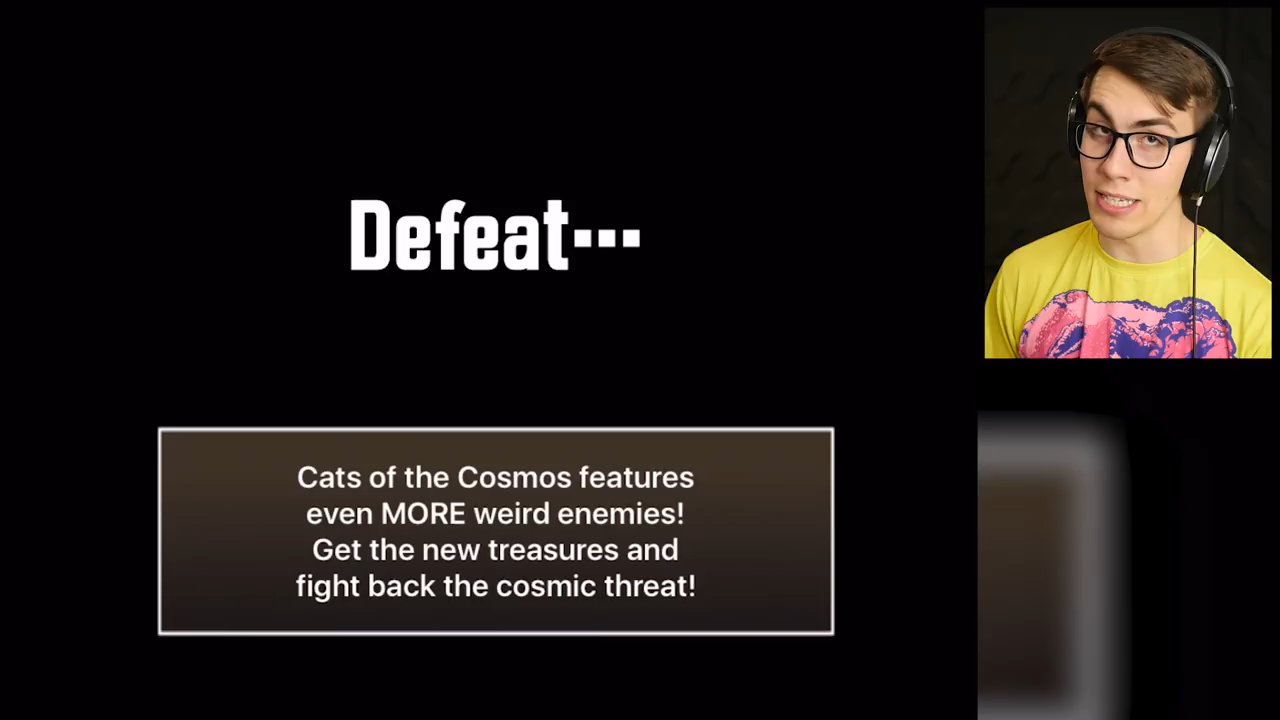 Defeat···
Cats of the Cosmos features
even MORE weird enemies!
Get the new treasures and
fight back the cosmic threat!